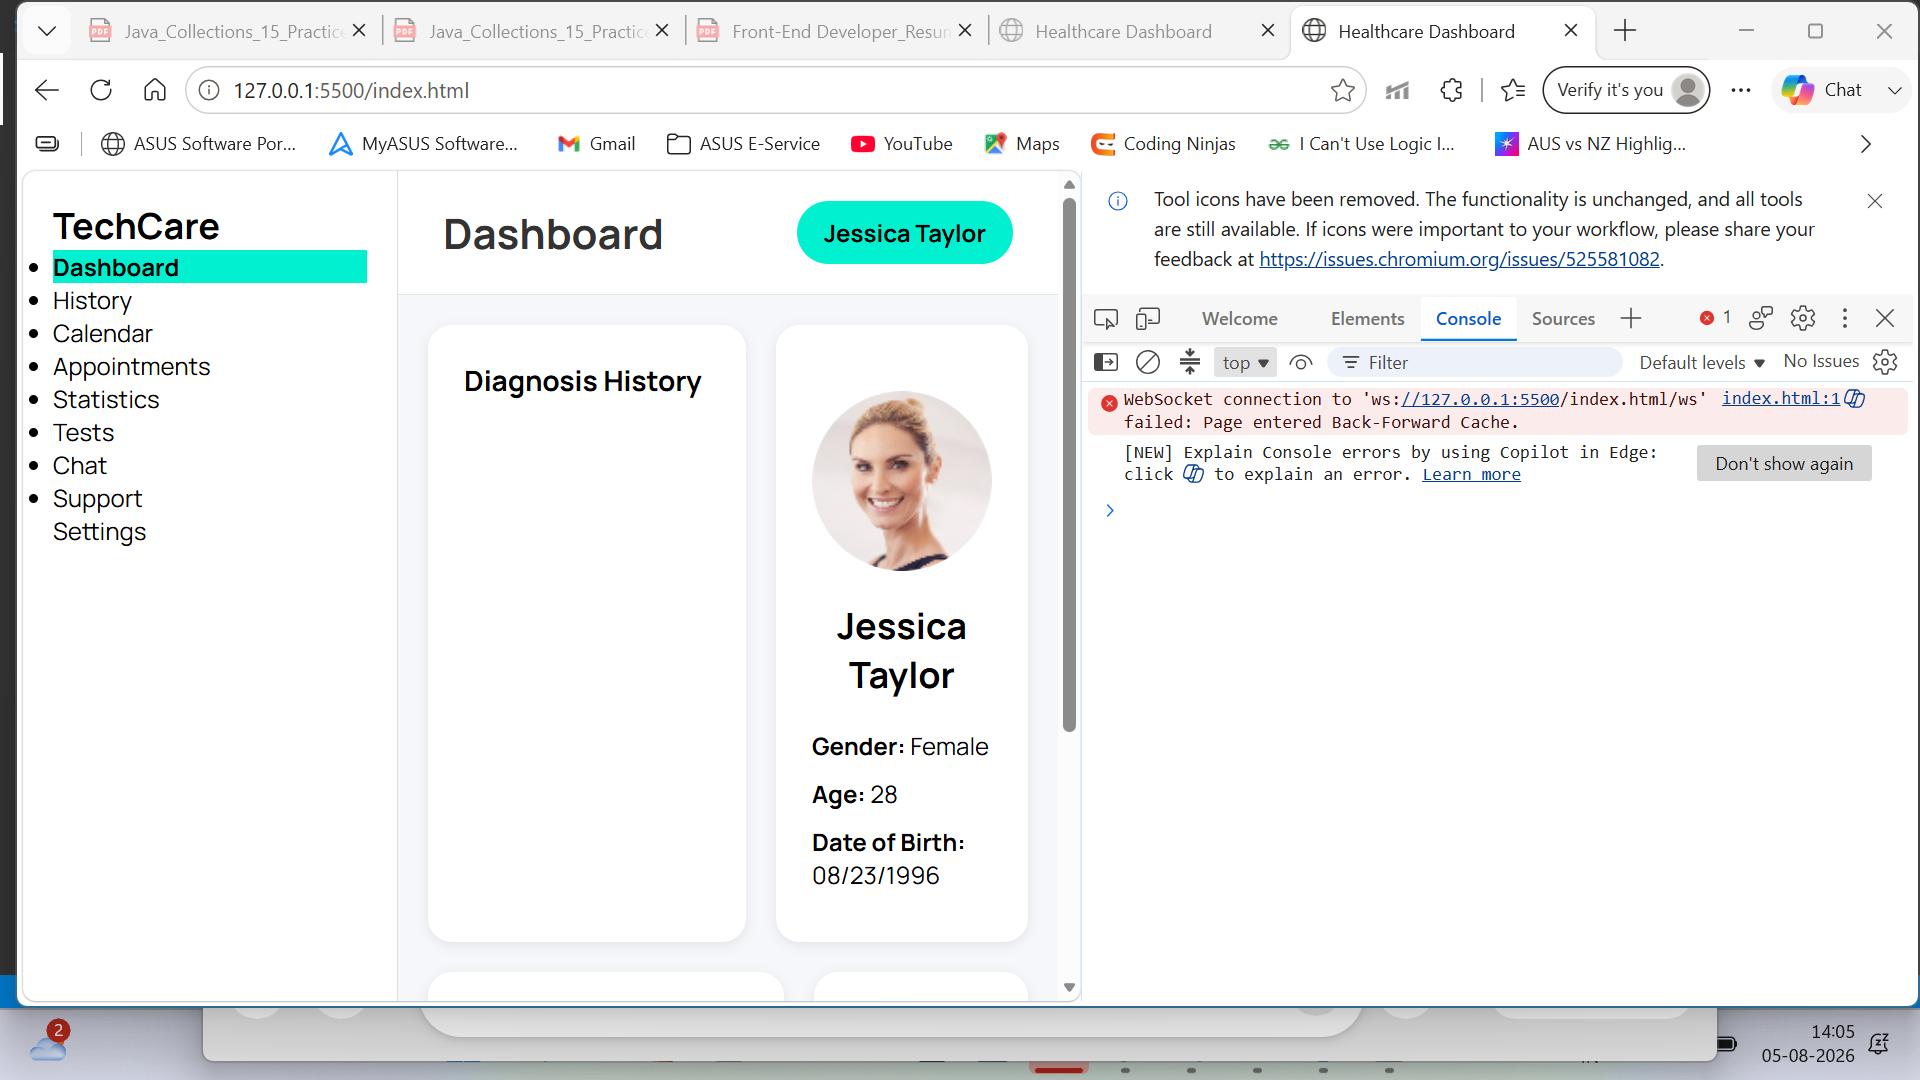 Java_Collections_15_Practice
Java_Collections_15_Practice
Front-End Developer_Resum
Healthcare Dashboard
Healthcare Dashboard
127.0.0.1:5500/index.html
Verify it's you
Chat
ASUS Software Por...
MyASUS Software...
Gmail
ASUS E-Service
YouTube
Maps
Coding Ninjas
I Can't Use Logic I...
AUS vs NZ Highlig...
TechCare
Dashboard
History
Calendar
Appointments
Statistics
Tests
Chat
Support
Settings
Dashboard
Jessica Taylor
Diagnosis History
Jessica
Taylor
Gender: Female
Age: 28
Date of Birth:
08/23/1996
Tool icons have been removed. The functionality is unchanged, and all tools
are still available. If icons were important to your workflow, please share your
feedback at https://issues.chromium.org/issues/525581082.
Welcome
Elements
Console
Sources
1
top
Filter
Default levels
No Issues
WebSocket connection to 'ws://127.0.0.1:5500/index.html/ws' index.html:1
failed: Page entered Back-Forward Cache.
[NEW] Explain Console errors by using Copilot in Edge:
click to explain an error. Learn more
Don't show again
2
14:05
05-08-2026